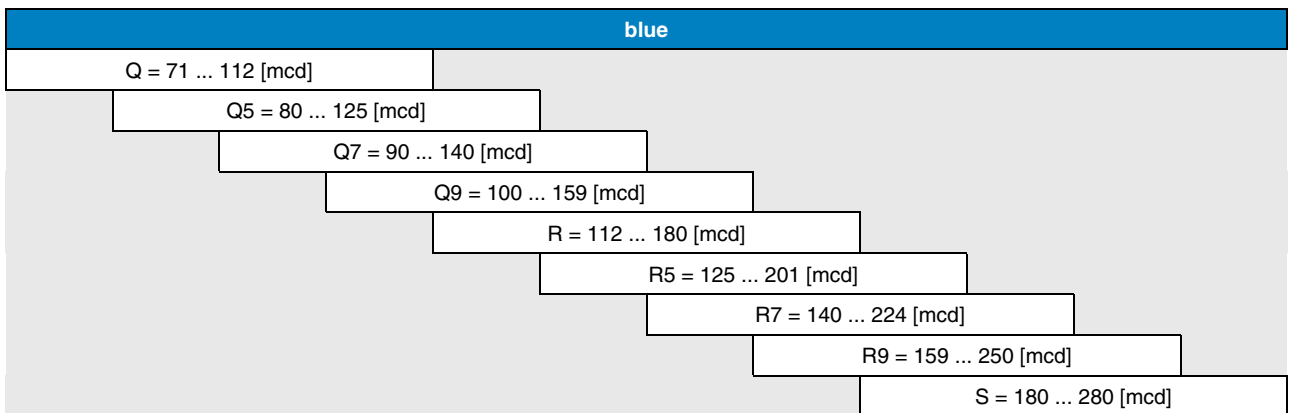 blue
Q = 71 ... 112 [mcd]
Q5 = 80 ... 125 [mcd]
Q7 = 90 ... 140 [mcd]
Q9 = 100 ... 159 [mcd]
R = 112 ... 180 [mcd]
R5 = 125 ... 201 [mcd]
R7 = 140 ... 224 [mcd]
R9 = 159 ... 250 [mcd]
S = 180 ... 280 [mcd]